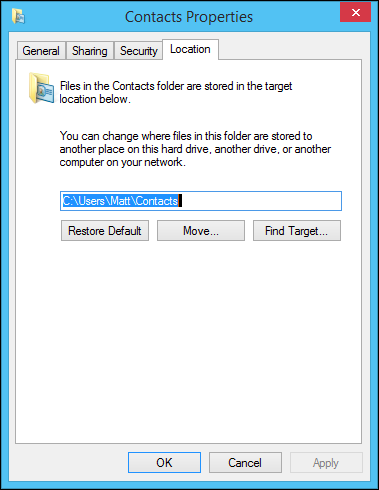 Contacts Properties
General Sharing Security Location
Files in the Contacts folder are stored in the target
location below.
You can change where files in this folder are stored to
another place on this hard drive, another drive, or another
computer on your network.
C:\Users\Matt\Contacts
Restore Default Move... Find Target...
OK Cancel Apply